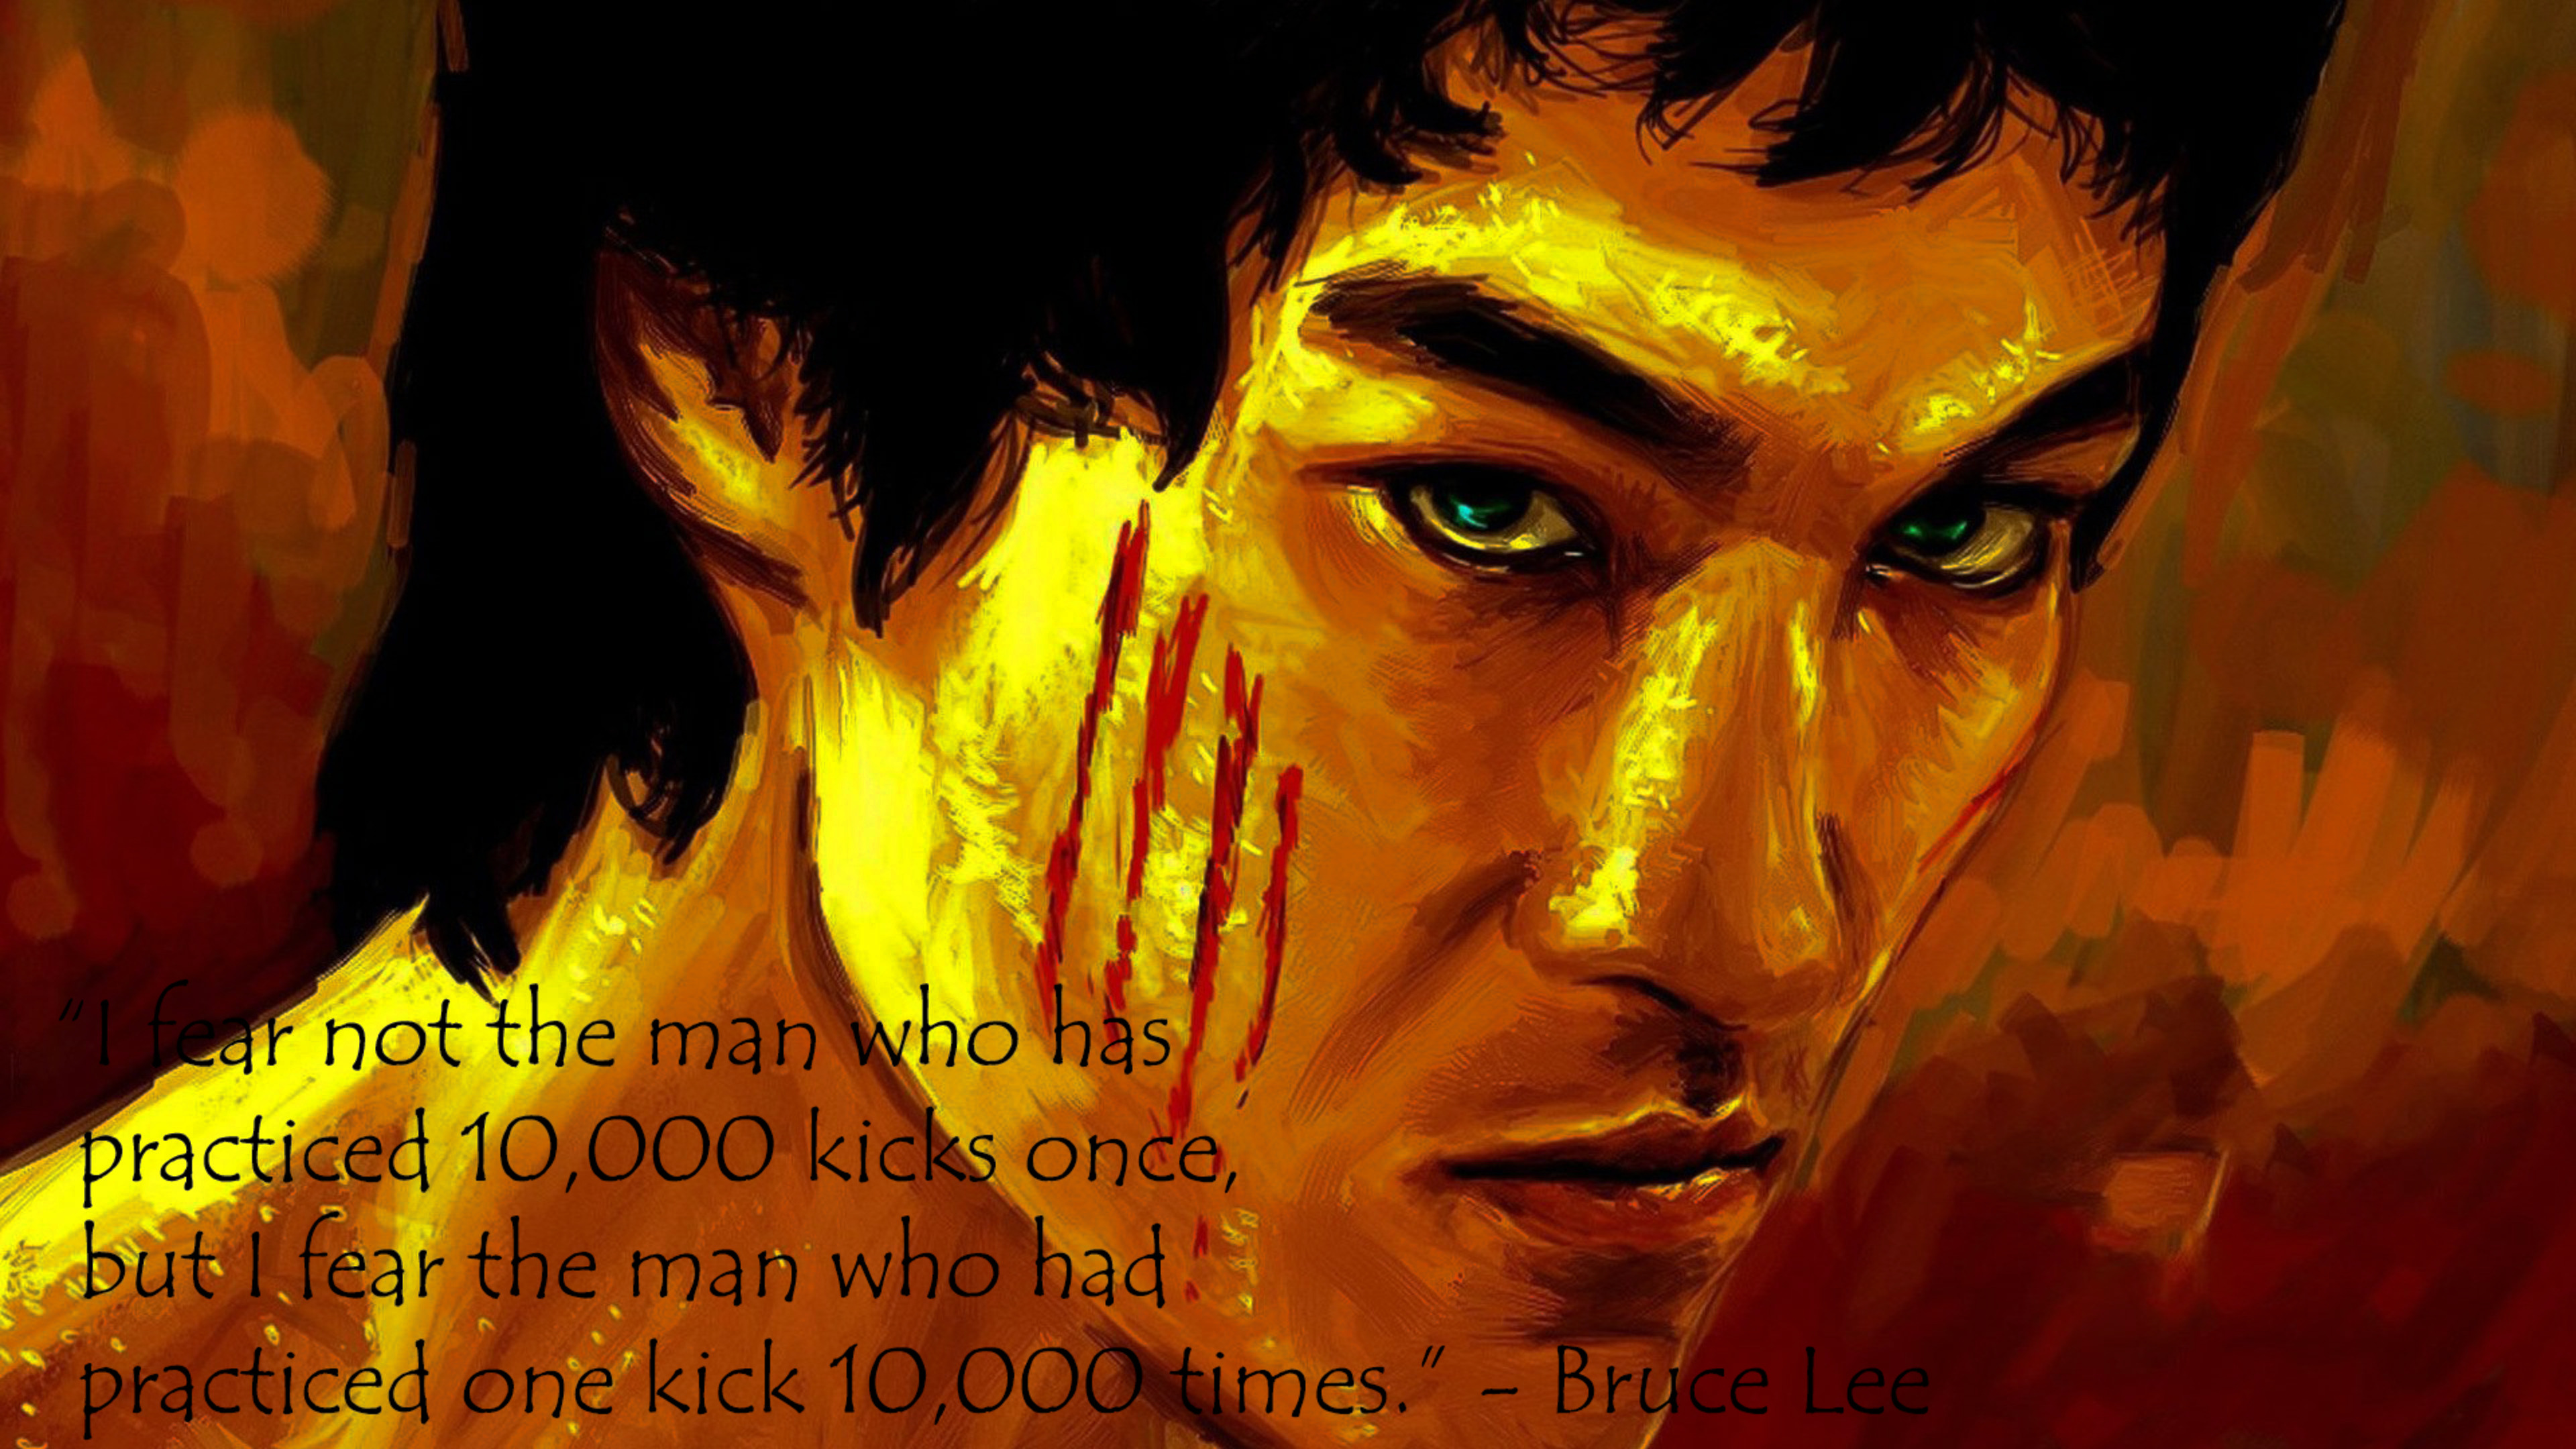 “I fear not the man who has
practiced 10,000 kicks once,
but I fear the man who had
practiced one kick 10,000 times.” - Bruce Lee